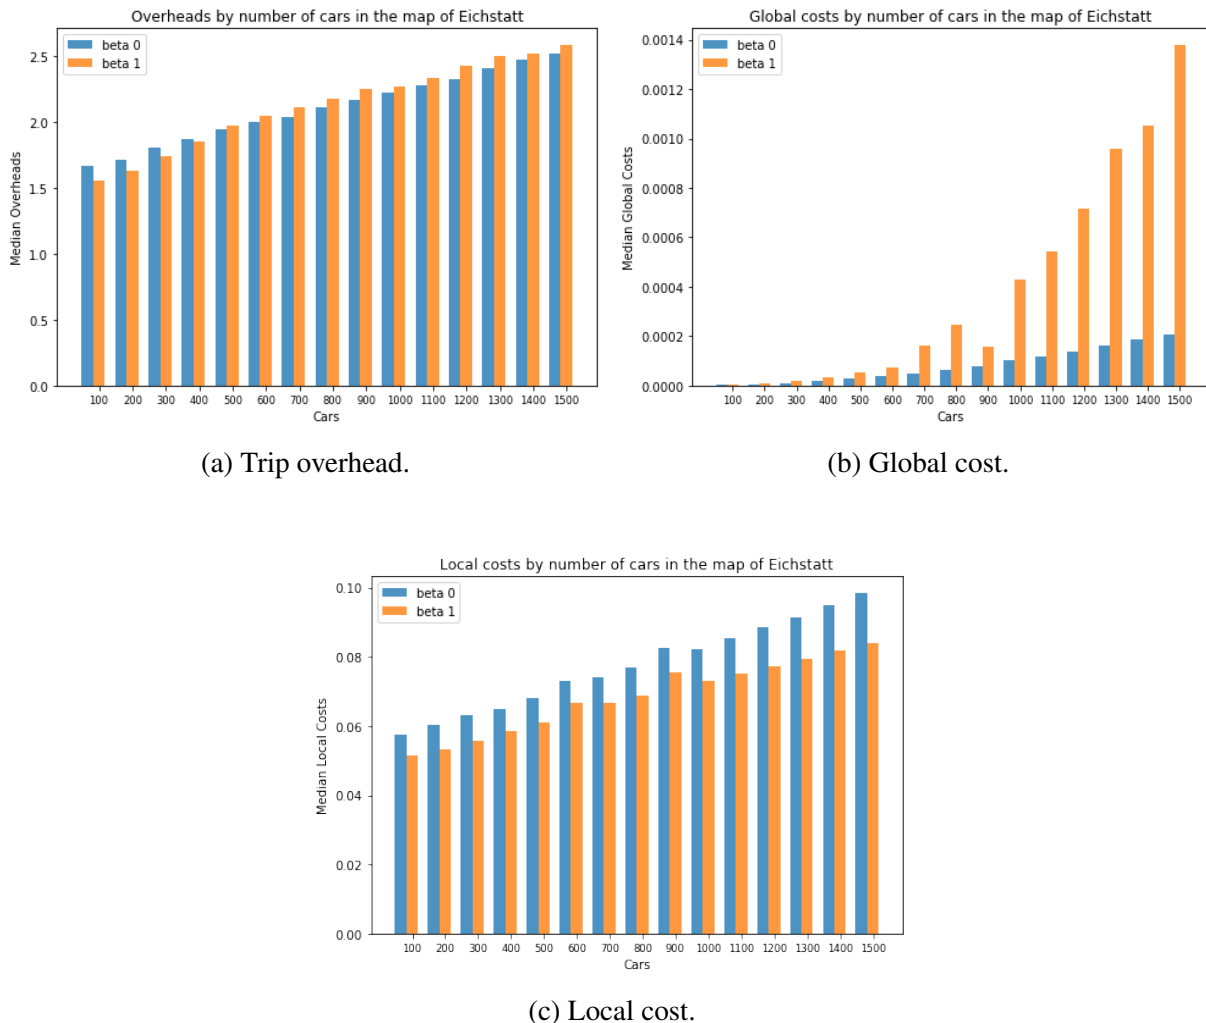 Overheads by number of cars in the map of Eichstatt
beta 0
beta 1
Median Overheads
2.5
2.0
1.5
1.0
0.5
0.0
100 200 300 400 500 600 700 800 900 1000 1100 1200 1300 1400 1500
Cars
(a) Trip overhead.
Global costs by number of cars in the map of Eichstatt
beta 0
beta 1
Median Global Costs
0.0014
0.0012
0.0010
0.0008
0.0006
0.0004
0.0002
0.0000
100 200 300 400 500 600 700 800 900 1000 1100 1200 1300 1400 1500
Cars
(b) Global cost.
Local costs by number of cars in the map of Eichstatt
beta 0
beta 1
Median Local Costs
0.10
0.08
0.06
0.04
0.02
0.00
100 200 300 400 500 600 700 800 900 1000 1100 1200 1300 1400 1500
Cars
(c) Local cost.